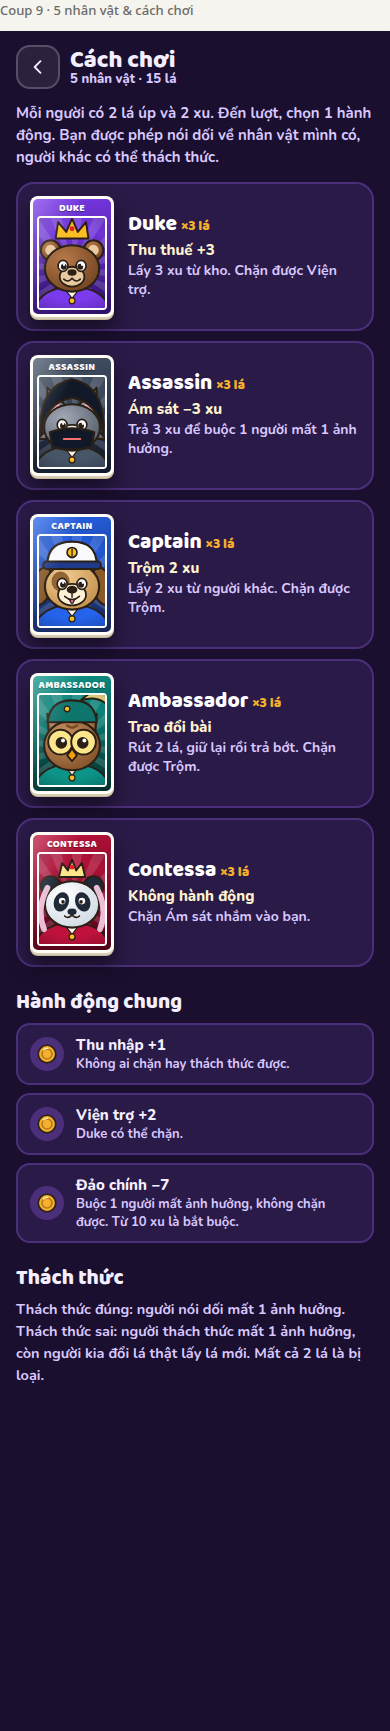 Coup 9 · 5 nhân vật & cách chơi
Cách chơi
5 nhân vật · 15 lá
Mỗi người có 2 lá úp và 2 xu. Đến lượt, chọn 1 hành
động. Bạn được phép nói dối về nhân vật mình có,
người khác có thể thách thức.
DUKE
Duke ×3 lá
Thu thuế +3
Lấy 3 xu từ kho. Chặn được Viện
trợ.
ASSASSIN
Assassin ×3 lá
Ám sát −3 xu
Trả 3 xu để buộc 1 người mất 1 ảnh
hưởng.
CAPTAIN
Captain ×3 lá
Trộm 2 xu
Lấy 2 xu từ người khác. Chặn được
Trộm.
AMBASSADOR
Ambassador ×3 lá
Trao đổi bài
Rút 2 lá, giữ lại rồi trả bớt. Chặn
được Trộm.
CONTESSA
Contessa ×3 lá
Không hành động
Chặn Ám sát nhắm vào bạn.
Hành động chung
Thu nhập +1
Không ai chặn hay thách thức được.
Viện trợ +2
Duke có thể chặn.
Đảo chính −7
Buộc 1 người mất ảnh hưởng, không chặn
được. Từ 10 xu là bắt buộc.
Thách thức
Thách thức đúng: người nói dối mất 1 ảnh hưởng.
Thách thức sai: người thách thức mất 1 ảnh hưởng,
còn người kia đổi lá thật lấy lá mới. Mất cả 2 lá là bị
loại.